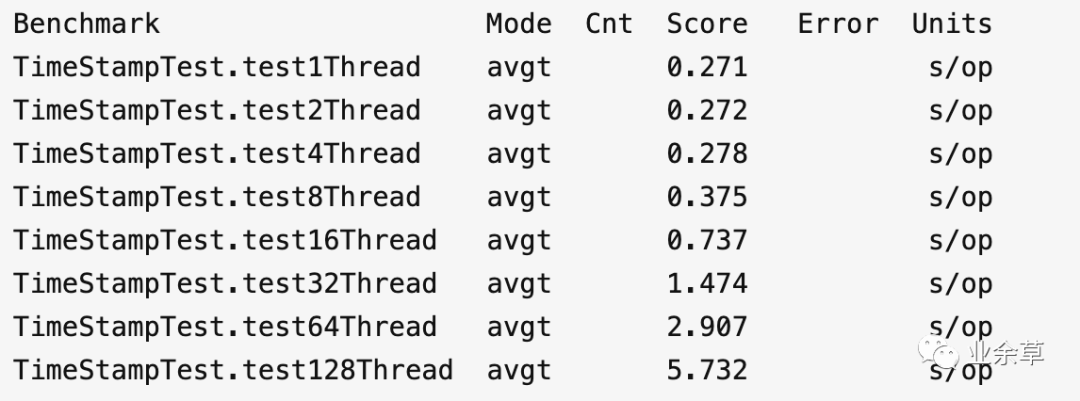 Benchmark Mode Cnt Score Error Units
TimeStampTest.test1Thread avgt 0.271 s/op
TimeStampTest.test2Thread avgt 0.272 s/op
TimeStampTest.test4Thread avgt 0.278 s/op
TimeStampTest.test8Thread avgt 0.375 s/op
TimeStampTest.test16Thread avgt 0.737 s/op
TimeStampTest.test32Thread avgt 1.474 s/op
TimeStampTest.test64Thread avgt 2.907 s/op
TimeStampTest.test128Thread avgt 5.732 s/op
业余草